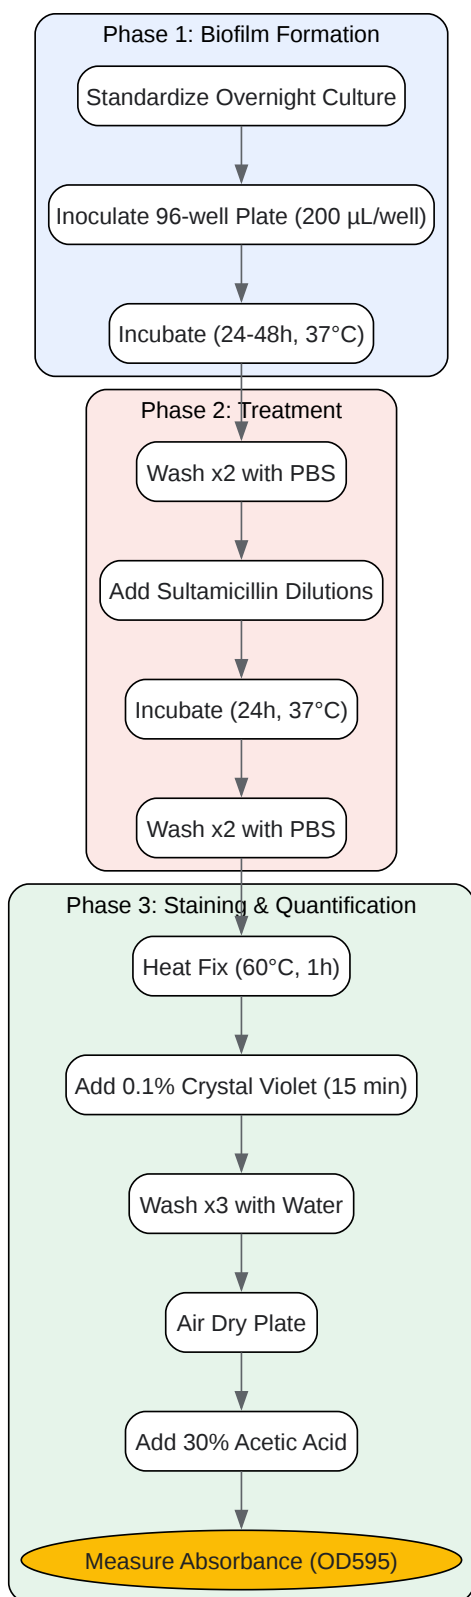 Phase 1: Biofilm Formation
Standardize Overnight Culture
Inoculate 96-well Plate (200 µL/well)
Incubate (24-48h, 37°C)
Phase 2: Treatment
Wash x2 with PBS
Add Sultamicillin Dilutions
Incubate (24h, 37°C)
Wash x2 with PBS
Phase 3: Staining & Quantification
Heat Fix (60°C, 1h)
Add 0.1% Crystal Violet (15 min)
Wash x3 with Water
Air Dry Plate
Add 30% Acetic Acid
Measure Absorbance (OD595)